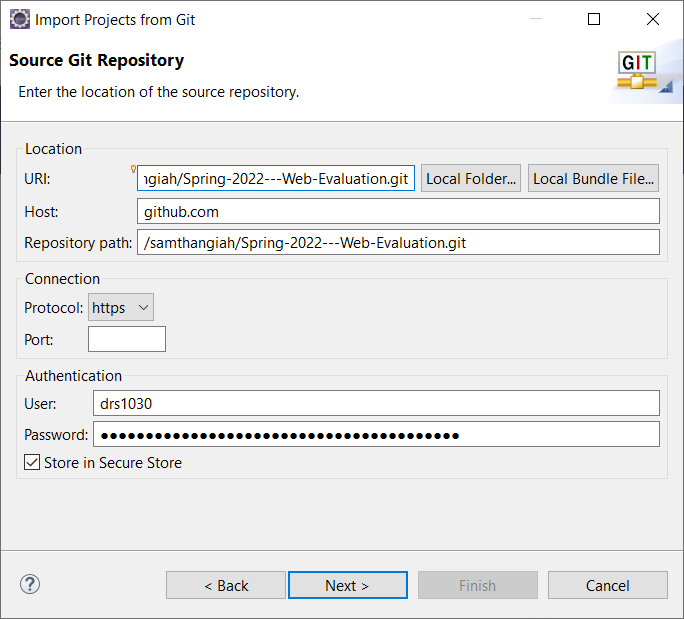 Import Projects from Git
Source Git Repository
Enter the location of the source repository.
GIT
Location
URI: ngiah/Spring-2022---Web-Evaluation.git Local Folder... Local Bundle File...
Host: github.com
Repository path: /samthangiah/Spring-2022---Web-Evaluation.git
Connection
Protocol: https
Port:
Authentication
User: drs1030
Password: ●●●●●●●●●●●●●●●●●●●●●●●●●●●●●●●●●●●●●●●●
Store in Secure Store
? < Back Next > Finish Cancel